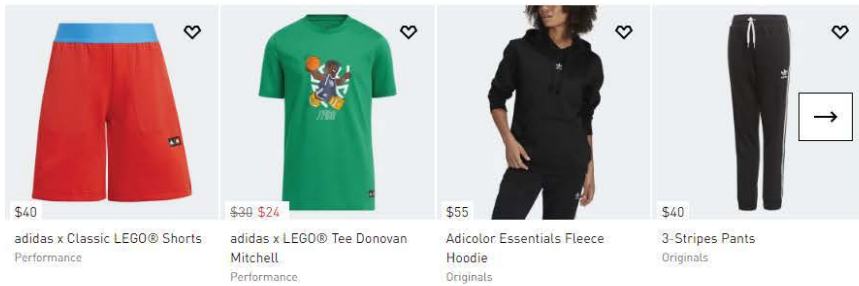 $40
adidas x Classic LEGO® Shorts
Performance
$30 $24
adidas x LEGO® Tee Donovan
Mitchell
Performance
$55
Adicolor Essentials Fleece
Hoodie
Originals
$40
3-Stripes Pants
Originals